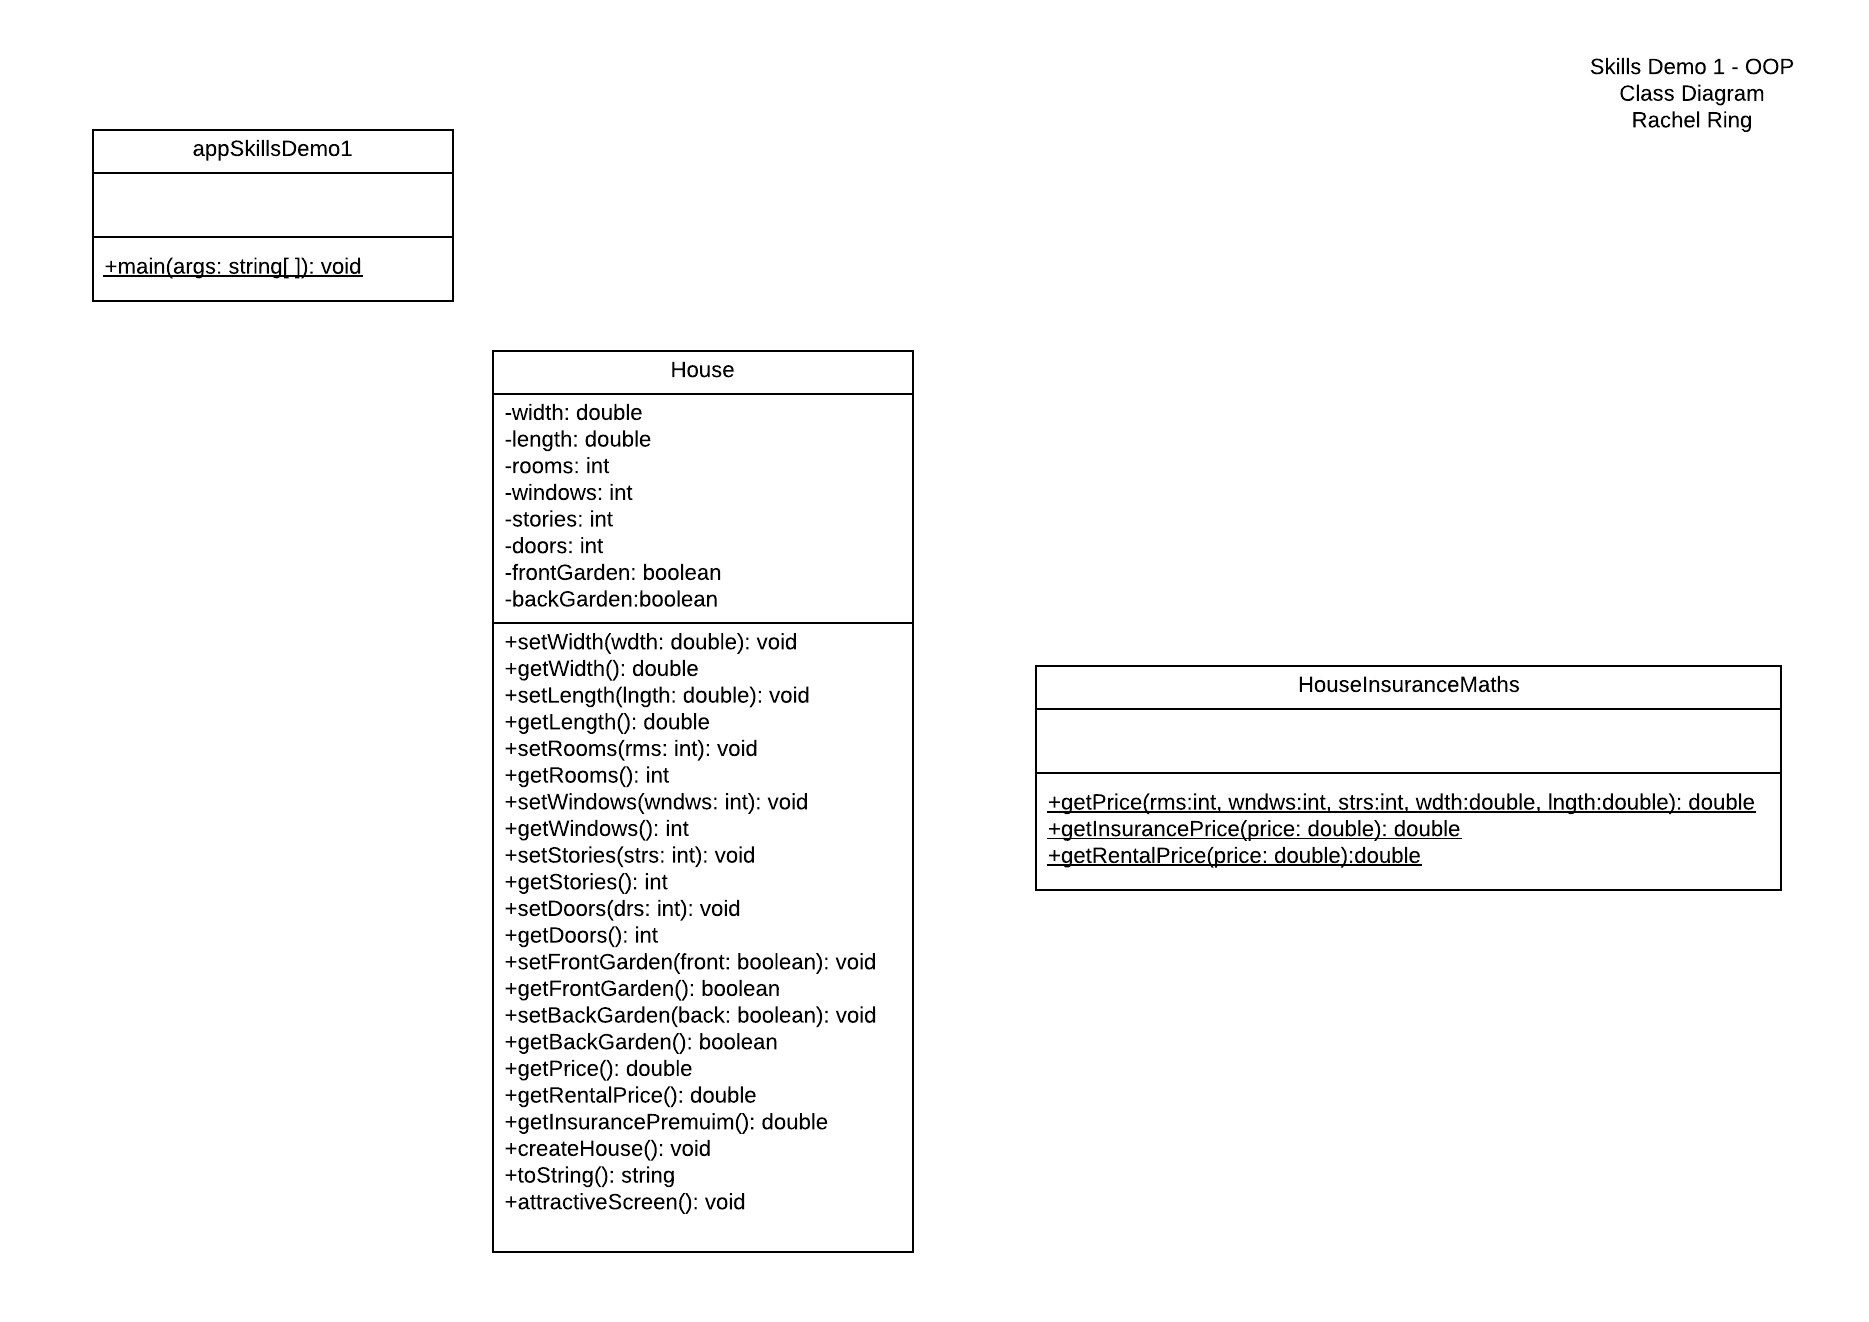 Skills Demo 1 - OOP
Class Diagram
Rachel Ring
appSkillsDemo1
+main(args: string[ ]): void
House
-width: double
-length: double
-rooms: int
-windows: int
-stories: int
-doors: int
-frontGarden: boolean
-backGarden:boolean
+setWidth(wdth: double): void
+getWidth(): double
+setLength(lngth: double): void
+getLength(): double
+setRooms(rms: int): void
+getRooms(): int
+setWindows(wndws: int): void
+getWindows(): int
+setStories(strs: int): void
+getStories(): int
+setDoors(drs: int): void
+getDoors(): int
+setFrontGarden(front: boolean): void
+getFrontGarden(): boolean
+setBackGarden(back: boolean): void
+getBackGarden(): boolean
+getPrice(): double
+getRentalPrice(): double
+getInsurancePremuim(): double
+createHouse(): void
+toString(): string
+attractiveScreen(): void
HouseInsuranceMaths
+getPrice(rms:int, wndws:int, strs:int, wdth:double, lngth:double): double
+getInsurancePrice(price: double): double
+getRentalPrice(price: double):double